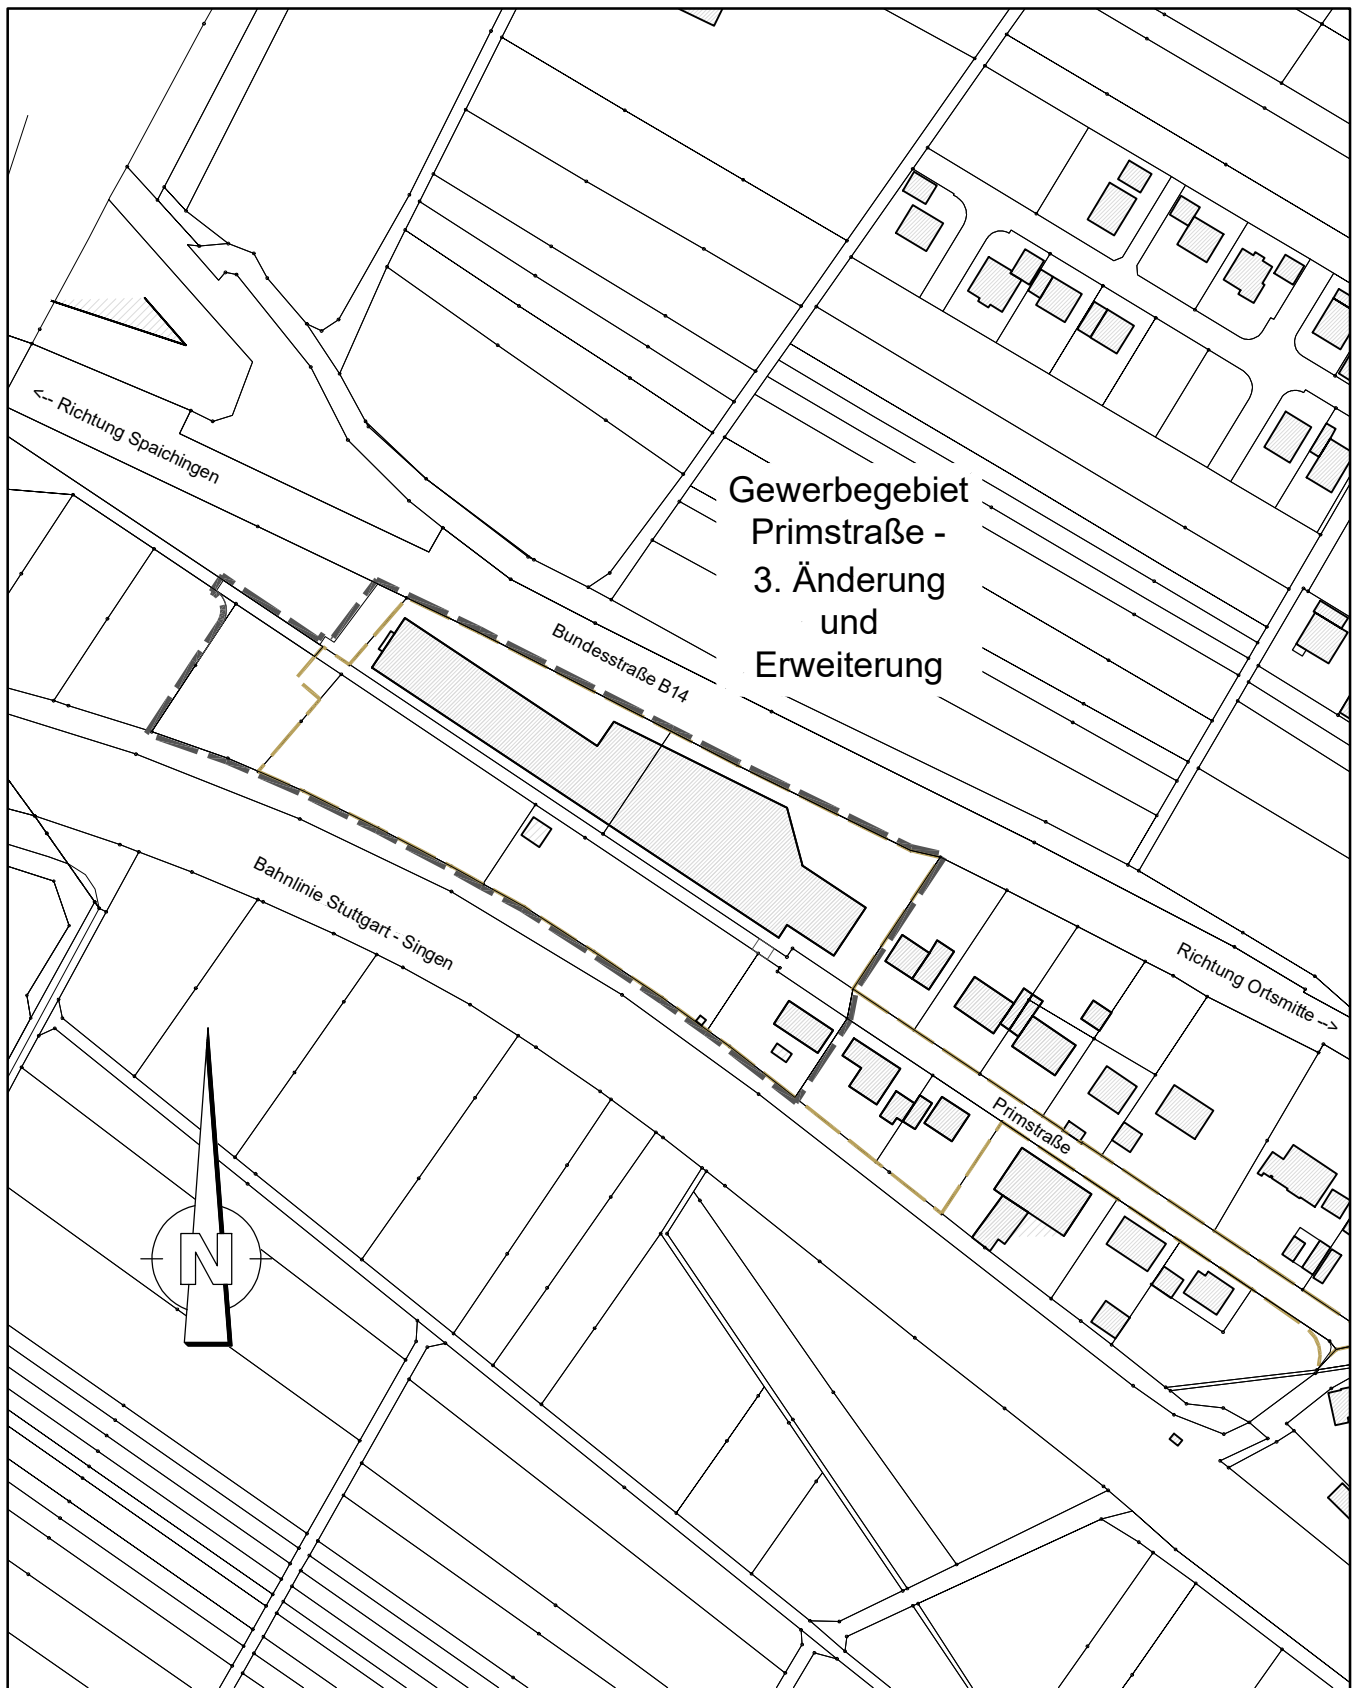 <-- Richtung Spaichingen
Gewerbegebiet
Primstraße -
3. Änderung
und
Erweiterung
Bundesstraße B14
Bahnlinie Stuttgart - Singen
Richtung Ortsmitte -->
Primstraße
N